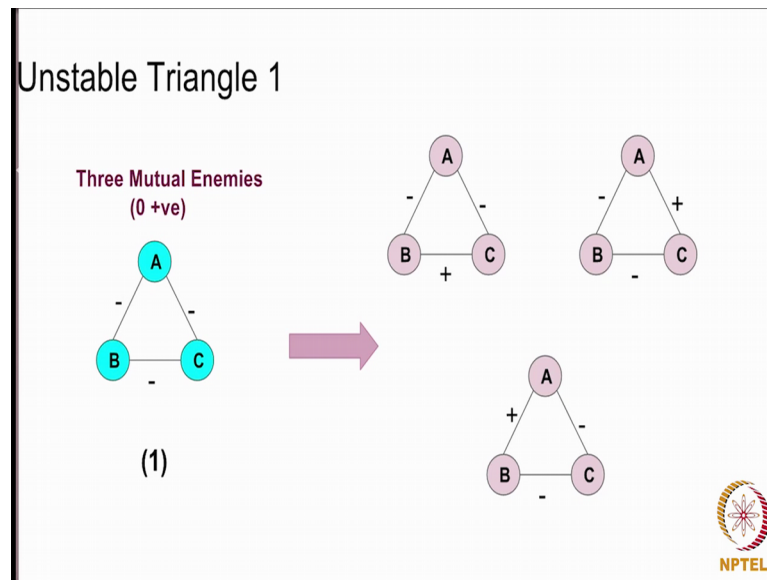 Unstable Triangle 1
Three Mutual Enemies
(0 +ve)
A
-
-
B
C
-
(1)
A
-
-
B
C
+
A
-
+
B
C
-
A
+
-
B
C
-
NPTEL